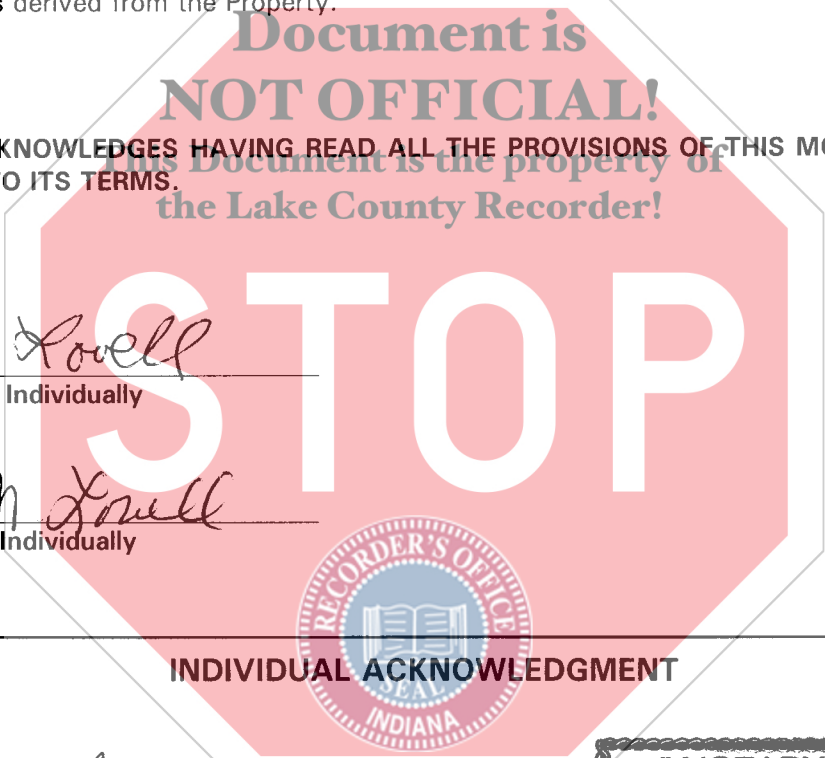 s derived from the Property.
Document is
NOT OFFICIAL!
KNOWLEDGES HAVING READ ALL THE PROVISIONS OF THIS MO
This Document is the property of
O ITS TERMS.
the Lake County Recorder!
STOP
Lovell
Individually
Lovell
Individually
RECORDER'S OFFICE
SEAL
INDIANA
INDIVIDUAL ACKNOWLEDGMENT